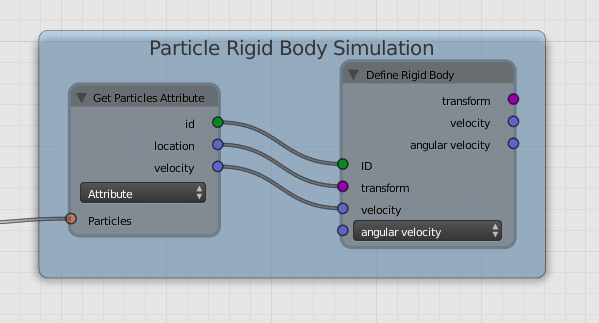 Particle Rigid Body Simulation
Get Particles Attribute
id
location
velocity
Attribute
Particles
Define Rigid Body
transform
velocity
angular velocity
ID
transform
velocity
angular velocity